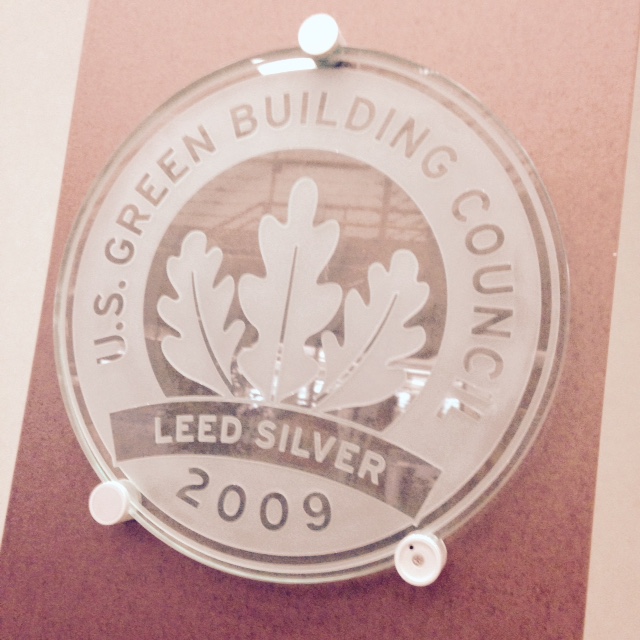 U.S. GREEN BUILDING COUNCIL
LEED SILVER
2009